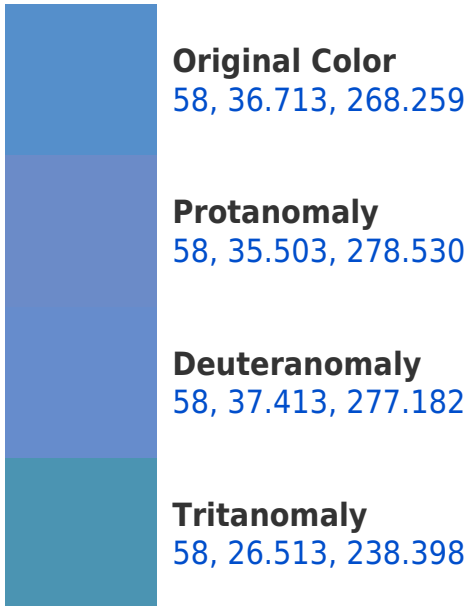 Original Color
58, 36.713, 268.259
Protanomaly
58, 35.503, 278.530
Deuteranomaly
58, 37.413, 277.182
Tritanomaly
58, 26.513, 238.398